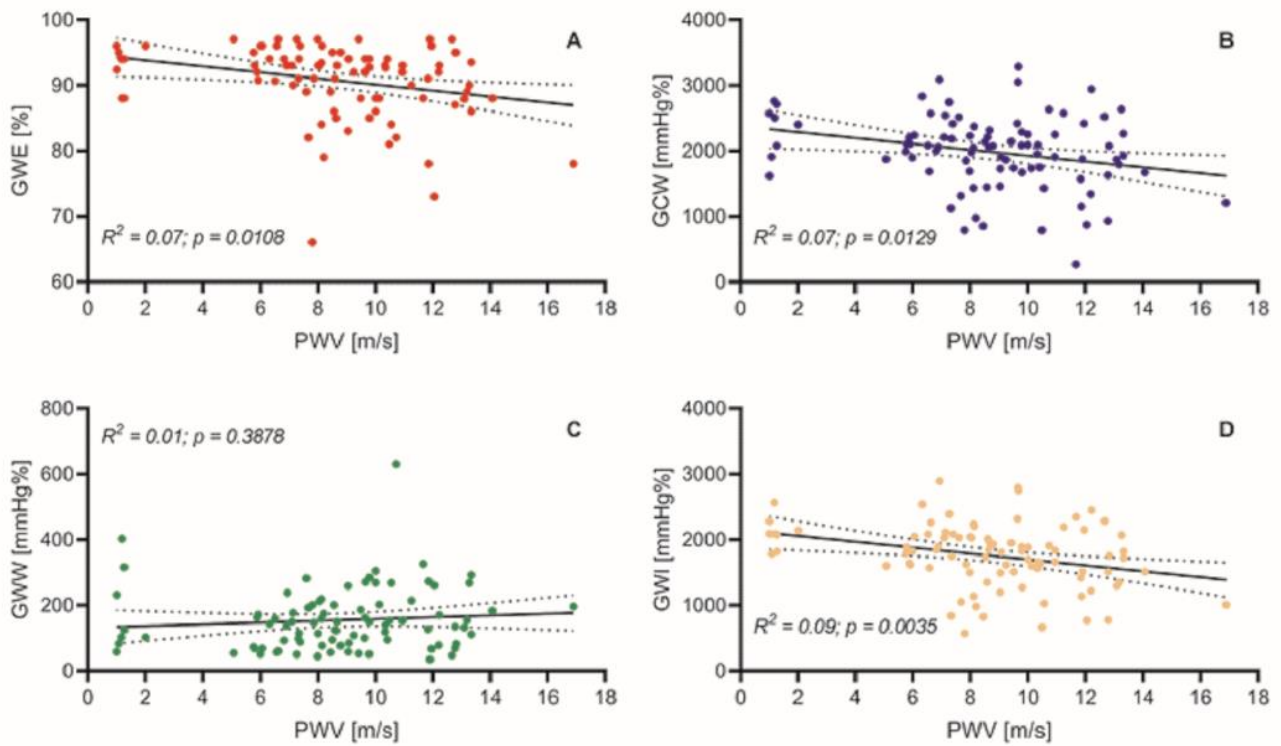 A
GWE [%]
100
90
80
70
60
R² = 0.07; p = 0.0108
0 2 4 6 8 10 12 14 16 18
PWV [m/s]
B
GCW [mmHg%]
4000
3000
2000
1000
0
R² = 0.07; p = 0.0129
0 2 4 6 8 10 12 14 16 18
PWV [m/s]
C
GWW [mmHg%]
800
600
400
200
0
R² = 0.01; p = 0.3878
0 2 4 6 8 10 12 14 16 18
PWV [m/s]
D
GWI [mmHg%]
4000
3000
2000
1000
0
R² = 0.09; p = 0.0035
0 2 4 6 8 10 12 14 16 18
PWV [m/s]